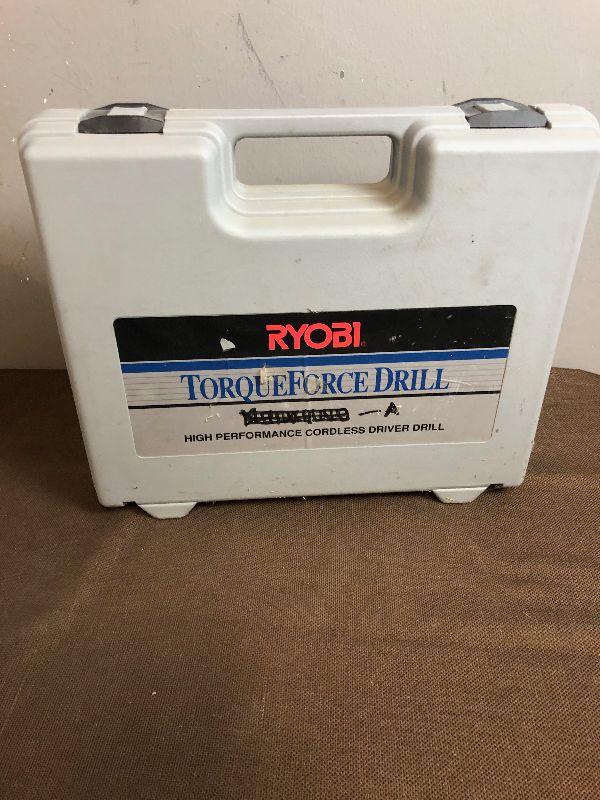 RYOBI®
TORQUEFORCE DRILL
— A
HIGH PERFORMANCE CORDLESS DRIVER DRILL